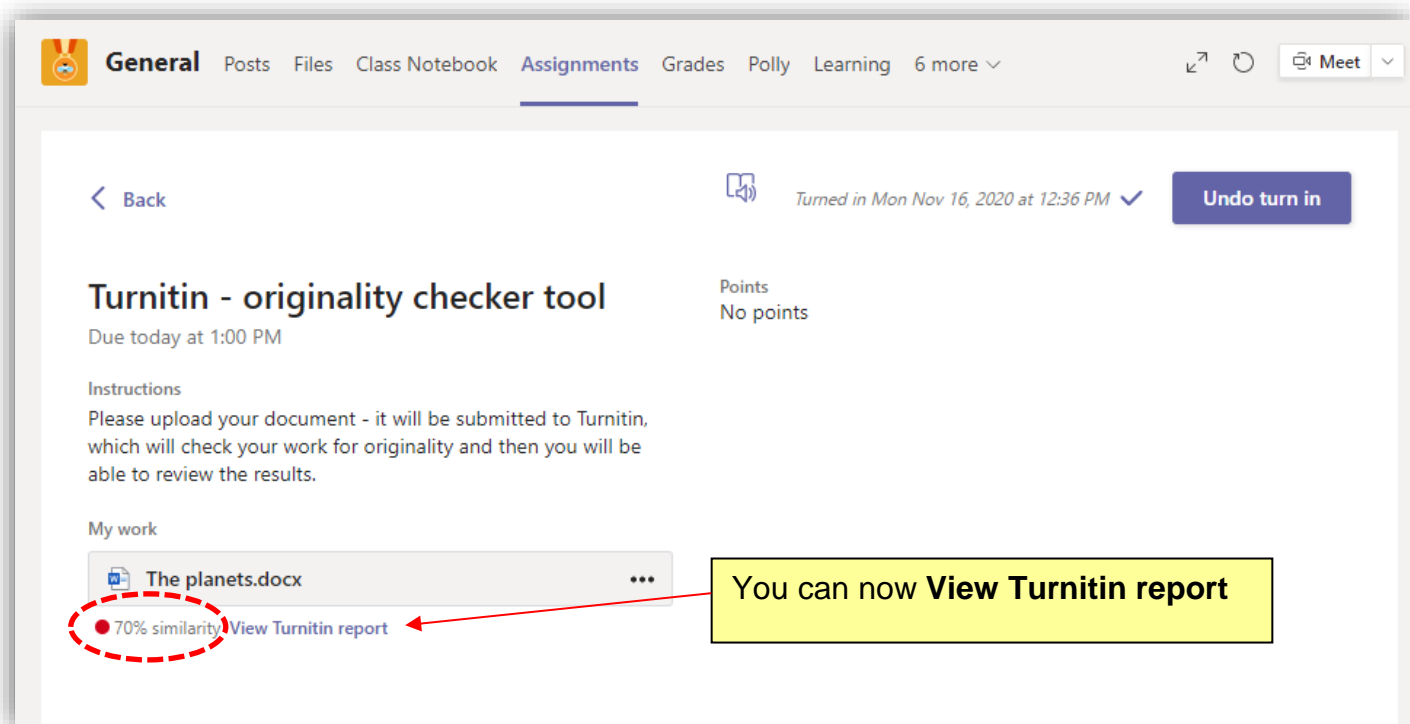 General Posts Files Class Notebook Assignments Grades Polly Learning 6 more Meet
Back
Turned in Mon Nov 16, 2020 at 12:36 PM
Undo turn in
Turnitin - originality checker tool
Due today at 1:00 PM
Points
No points
Instructions
Please upload your document - it will be submitted to Turnitin,
which will check your work for originality and then you will be
able to review the results.
My work
The planets.docx
70% similarity View Turnitin report
You can now View Turnitin report